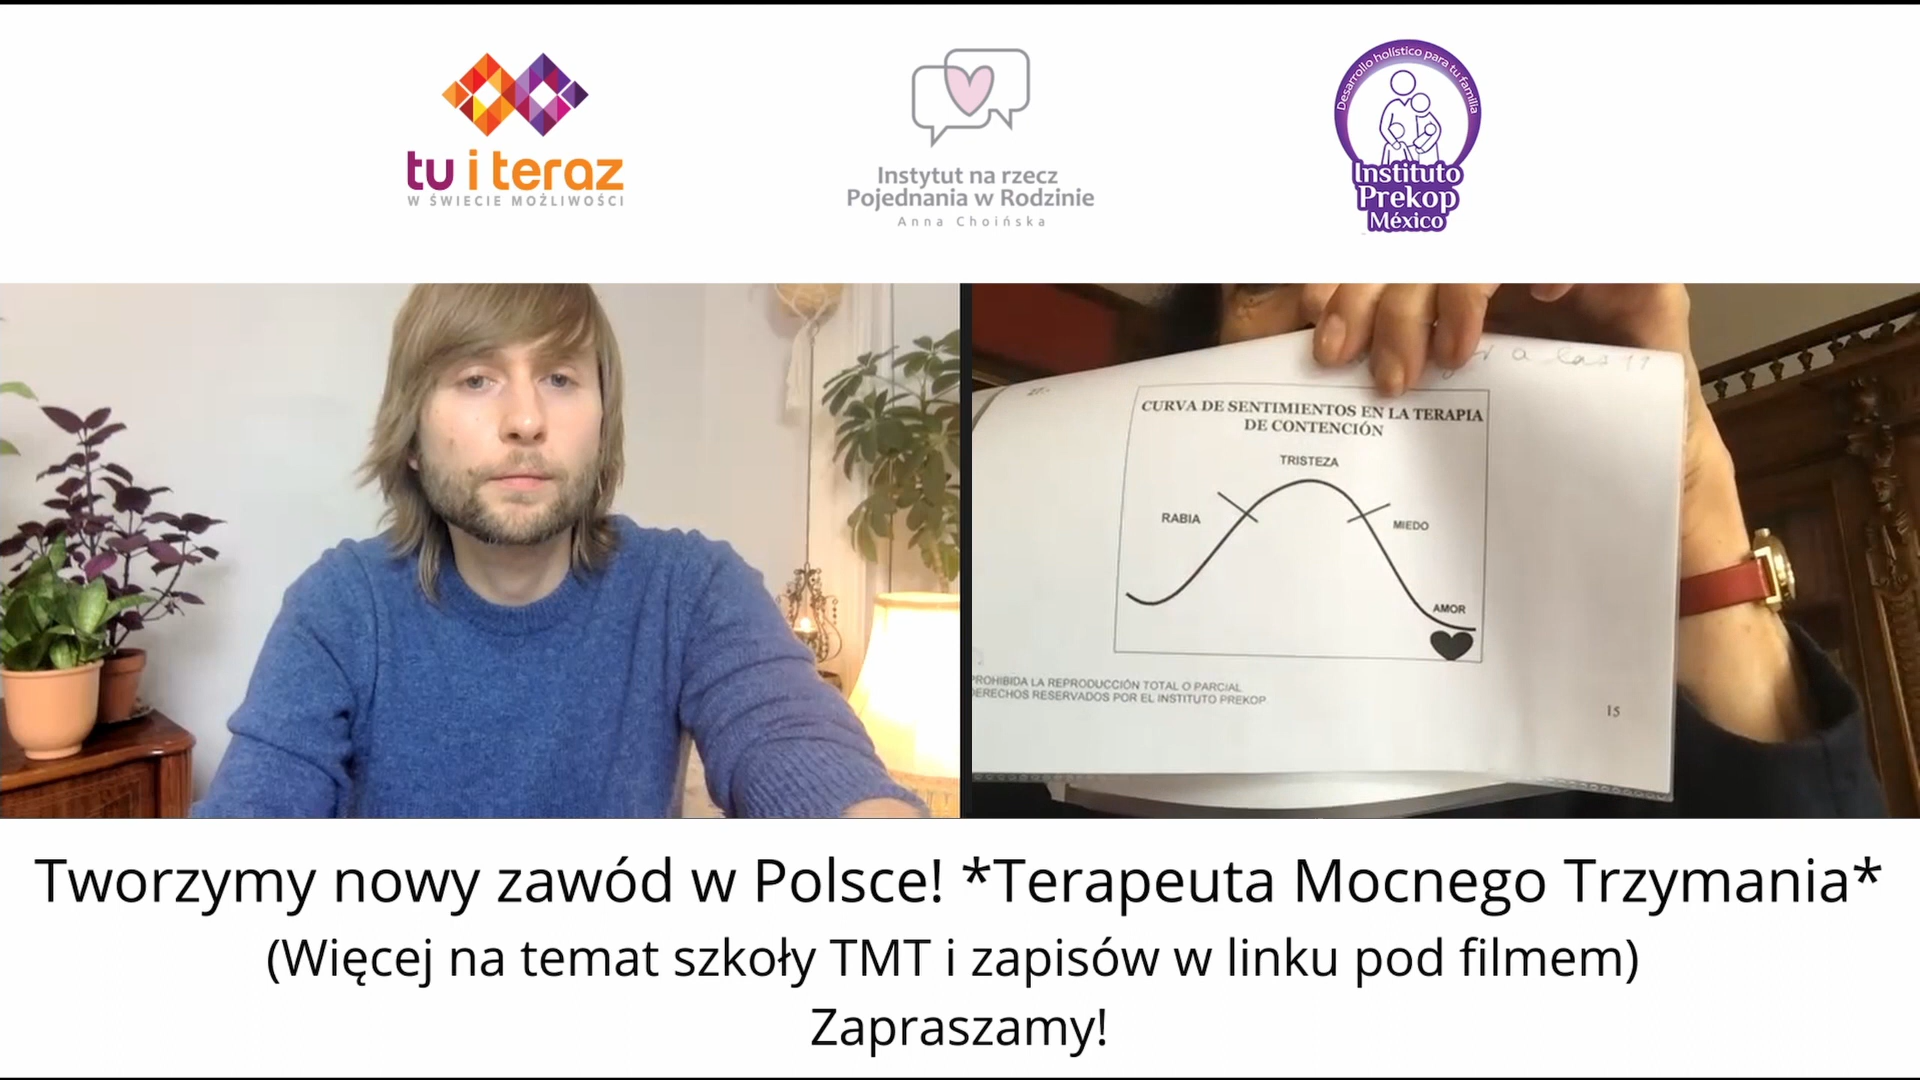 tu i teraz
W ŚWIECIE MOŻLIWOŚCI
Instytut na rzecz
Pojednania w Rodzinie
Anna Choińska
Desarrollo holístico para tu familia
Instituto
Prekop
México
a las 11
CURVA DE SENTIMIENTOS EN LA TERAPIA
DE CONTENCIÓN
TRISTEZA
RABIA
MIEDO
AMOR
PROHIBIDA LA REPRODUCCIÓN TOTAL O PARCIAL
DERECHOS RESERVADOS POR EL INSTITUTO PREKOP
15
Tworzymy nowy zawód w Polsce! *Terapeuta Mocnego Trzymania*
(Więcej na temat szkoły TMT i zapisów w linku pod filmem)
Zapraszamy!